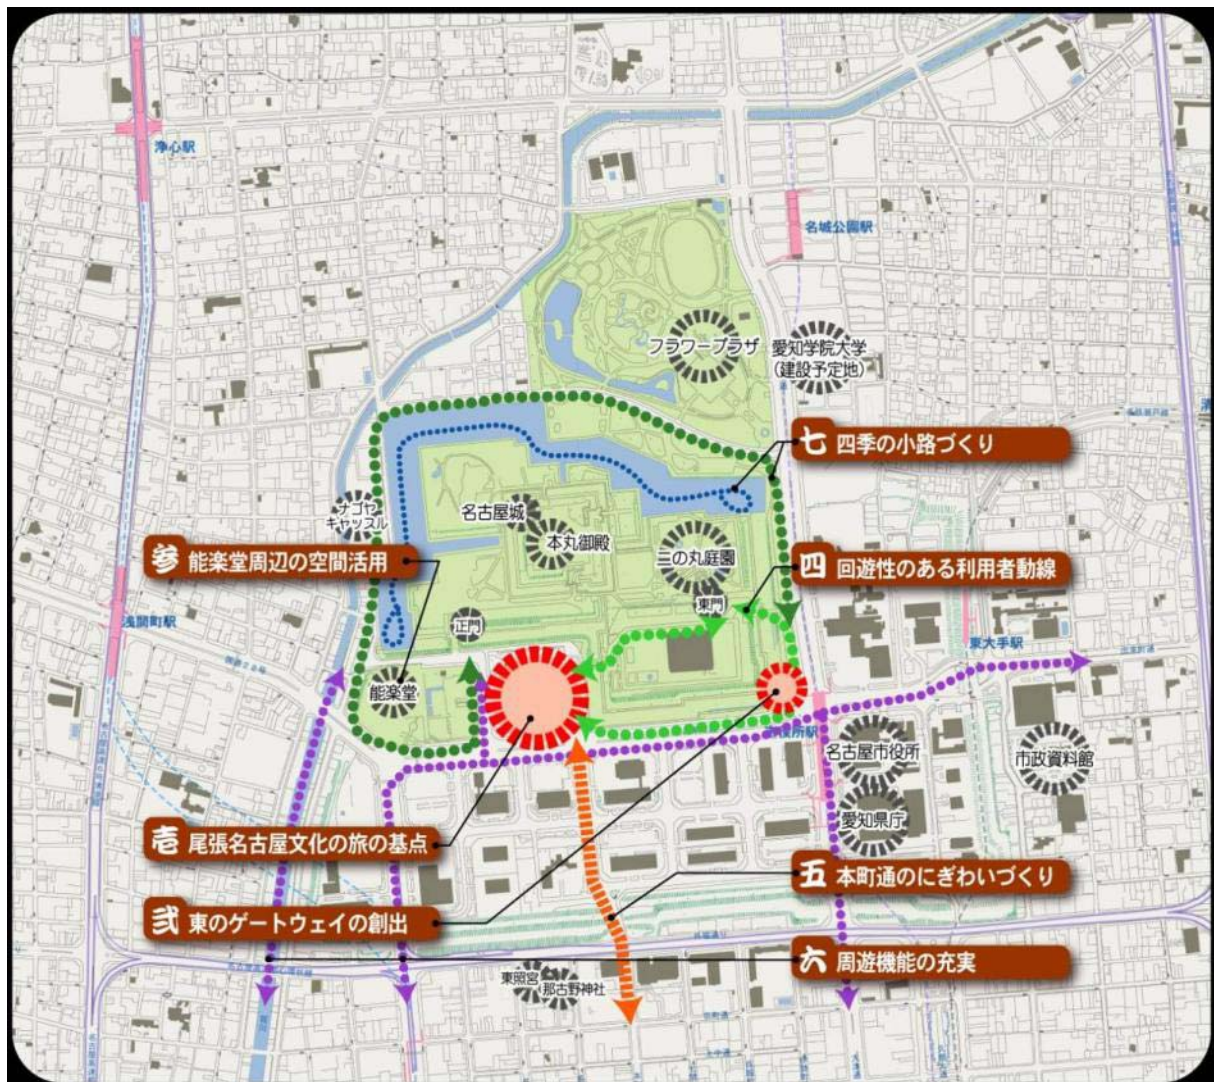 浄心駅
名城公園駅
フラワープラザ
愛知学院大学
(建設予定地)
七 四季の小路づくり
ナゴヤ
キャッスル
名古屋城
本丸御殿
二の丸庭園
参 能楽堂周辺の空間活用
四 回遊性のある利用者動線
東門
浅間町駅
正門
東大手駅
能楽堂
名古屋市役所
市政資料館
愛知県庁
壱 尾張名古屋文化の旅の基点
五 本町通のにぎわいづくり
弐 東のゲートウェイの創出
六 周遊機能の充実
東照宮
那古野神社